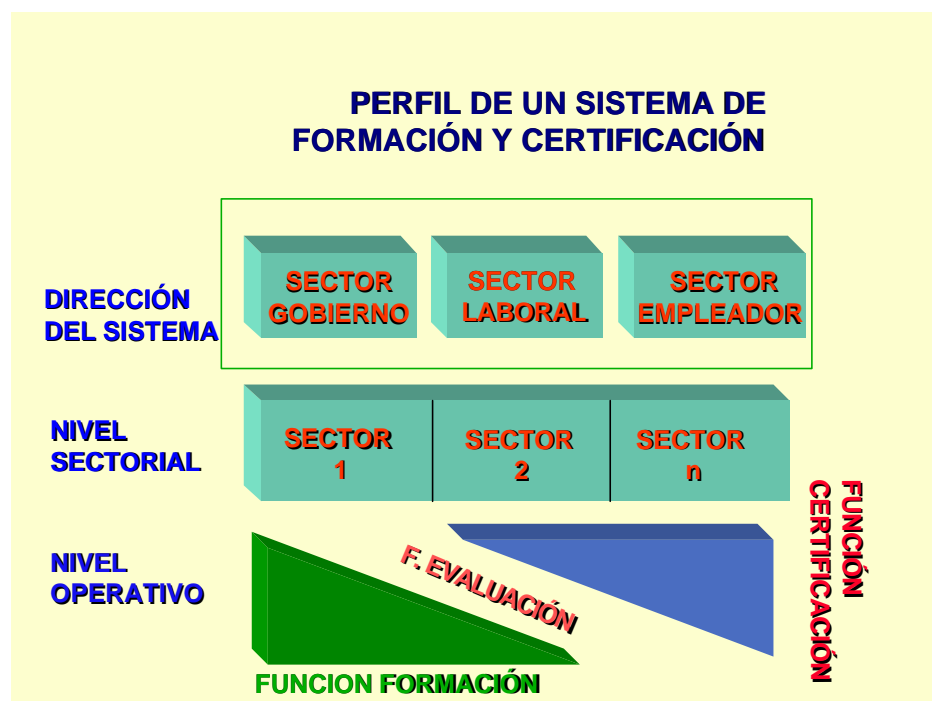 PERFIL DE UN SISTEMA DE
FORMACIÓN Y CERTIFICACIÓN
DIRECCIÓN
DEL SISTEMA
SECTOR
GOBIERNO
SECTOR
LABORAL
SECTOR
EMPLEADOR
NIVEL
SECTORIAL
SECTOR
1
SECTOR
2
SECTOR
n
NIVEL
OPERATIVO
F. EVALUACIÓN
FUNCIÓN
CERTIFICACIÓN
FUNCION FORMACIÓN